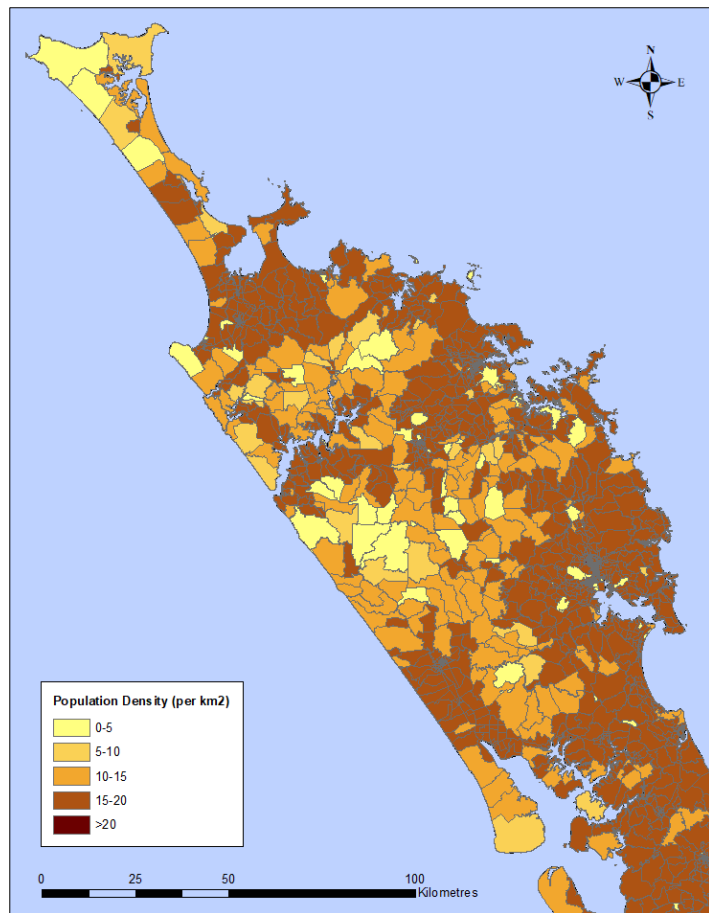 N
W E
S
Population Density (per km2)
0-5
5-10
10-15
15-20
>20
0 25 50 100
Kilometres